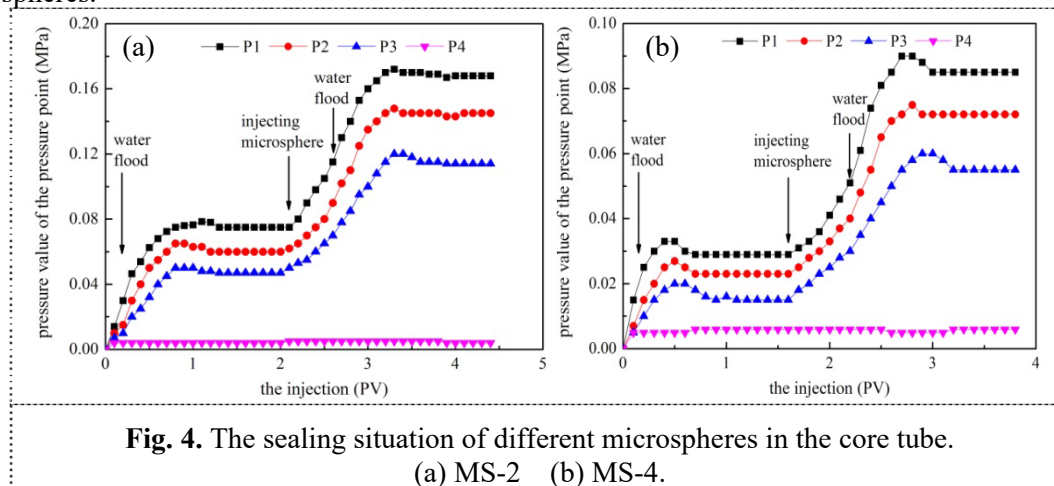 spheres.
0.20
0.16
0.12
0.08
0.04
0.00
pressure value of the pressure point (MPa)
(a)
P1 P2 P3 P4
water
flood
injecting
microsphere
water
flood
0 1 2 3 4 5
the injection (PV)
0.10
0.08
0.06
0.04
0.02
0.00
pressure value of the pressure point (MPa)
(b)
P1 P2 P3 P4
water
flood
injecting
microsphere
water
flood
0 1 2 3 4
the injection (PV)
Fig. 4. The sealing situation of different microspheres in the core tube.
(a) MS-2 (b) MS-4.